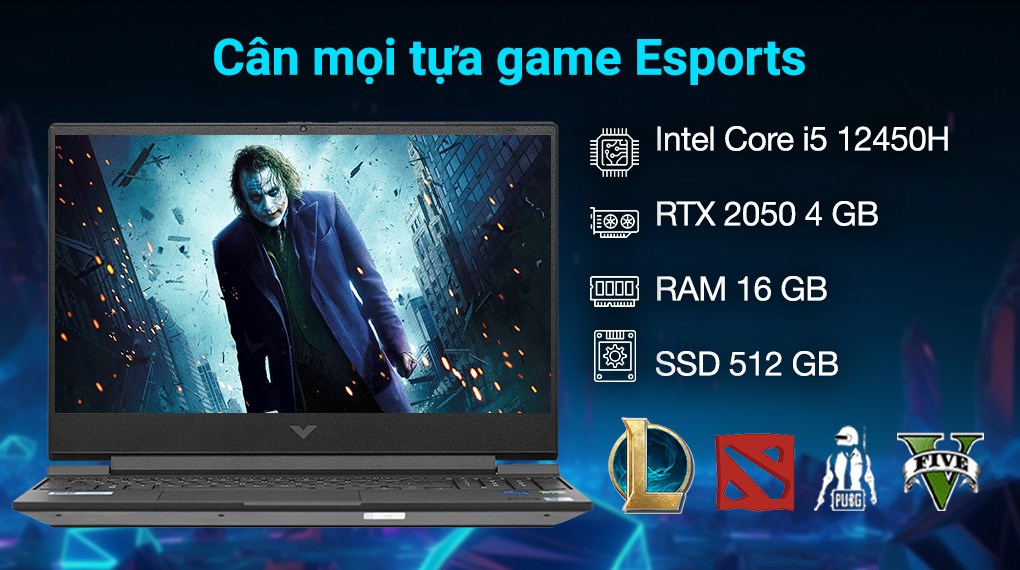 Cân mọi tựa game Esports
Intel Core i5 12450H
RTX 2050 4 GB
RAM 16 GB
SSD 512 GB
PUBG
FIVE